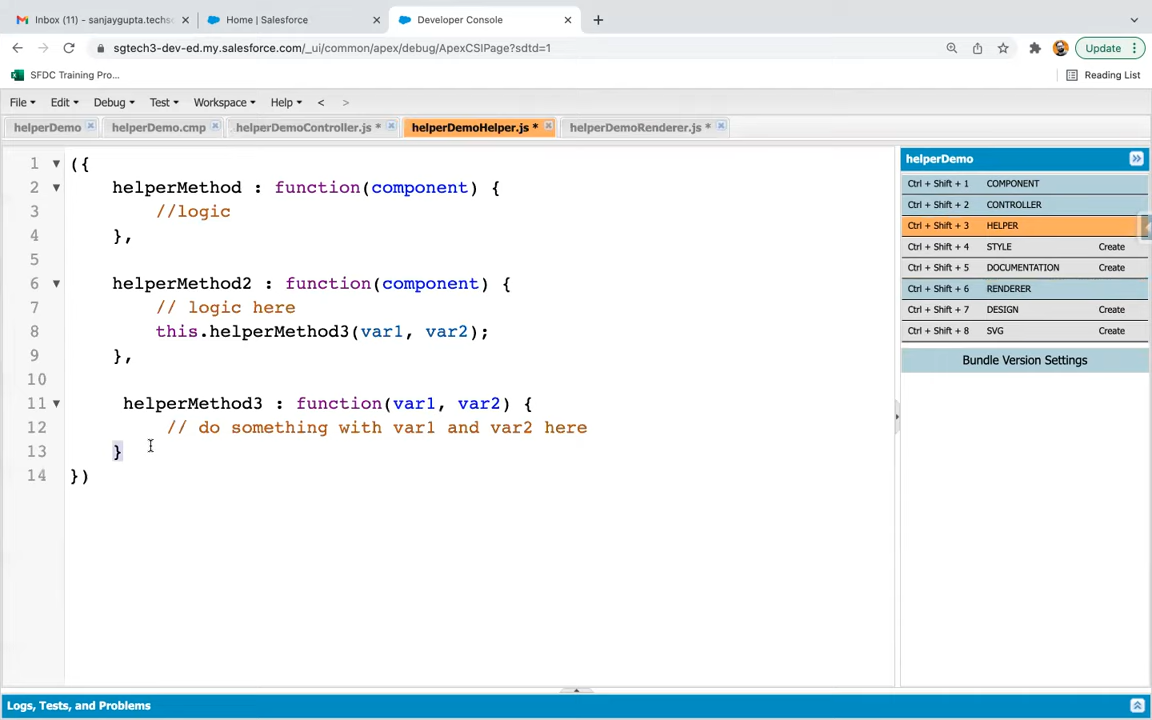 Inbox (11) - sanjaygupta.techsc
Home | Salesforce
Developer Console
sgtech3-dev-ed.my.salesforce.com/_ui/common/apex/debug/ApexCSIPage?sdtd=1
Update
SFDC Training Pro...
Reading List
File Edit Debug Test Workspace Help < >
helperDemo helperDemo.cmp helperDemoController.js * helperDemoHelper.js * helperDemoRenderer.js *
1 ({
2 helperMethod : function(component) {
3 //logic
4 },
5
6 helperMethod2 : function(component) {
7 // logic here
8 this.helperMethod3(var1, var2);
9 },
10
11 helperMethod3 : function(var1, var2) {
12 // do something with var1 and var2 here
13 }
14 })
helperDemo
Ctrl + Shift + 1 COMPONENT
Ctrl + Shift + 2 CONTROLLER
Ctrl + Shift + 3 HELPER
Ctrl + Shift + 4 STYLE Create
Ctrl + Shift + 5 DOCUMENTATION Create
Ctrl + Shift + 6 RENDERER
Ctrl + Shift + 7 DESIGN Create
Ctrl + Shift + 8 SVG Create
Bundle Version Settings
Logs, Tests, and Problems